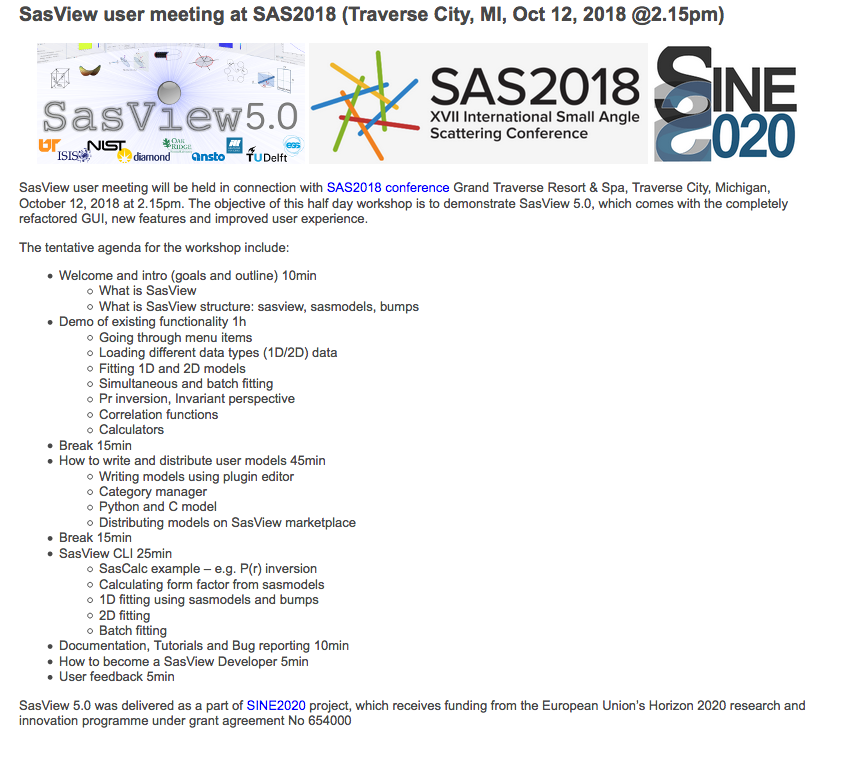 SasView user meeting at SAS2018 (Traverse City, MI, Oct 12, 2018 @2.15pm)
SasView5.0
UT
ISIS
NIST
diamond
OAK RIDGE
ansto
TUDelft
ess
SAS2018
XVII International Small Angle
Scattering Conference
SINE
2020
SasView user meeting will be held in connection with SAS2018 conference Grand Traverse Resort & Spa, Traverse City, Michigan,
October 12, 2018 at 2.15pm. The objective of this half day workshop is to demonstrate SasView 5.0, which comes with the completely
refactored GUI, new features and improved user experience.
The tentative agenda for the workshop include:
• Welcome and intro (goals and outline) 10min
◦ What is SasView
◦ What is SasView structure: sasview, sasmodels, bumps
• Demo of existing functionality 1h
◦ Going through menu items
◦ Loading different data types (1D/2D) data
◦ Fitting 1D and 2D models
◦ Simultaneous and batch fitting
◦ Pr inversion, Invariant perspective
◦ Correlation functions
◦ Calculators
• Break 15min
• How to write and distribute user models 45min
◦ Writing models using plugin editor
◦ Category manager
◦ Python and C model
◦ Distributing models on SasView marketplace
• Break 15min
• SasView CLI 25min
◦ SasCalc example – e.g. P(r) inversion
◦ Calculating form factor from sasmodels
◦ 1D fitting using sasmodels and bumps
◦ 2D fitting
◦ Batch fitting
• Documentation, Tutorials and Bug reporting 10min
• How to become a SasView Developer 5min
• User feedback 5min
SasView 5.0 was delivered as a part of SINE2020 project, which receives funding from the European Union's Horizon 2020 research and
innovation programme under grant agreement No 654000